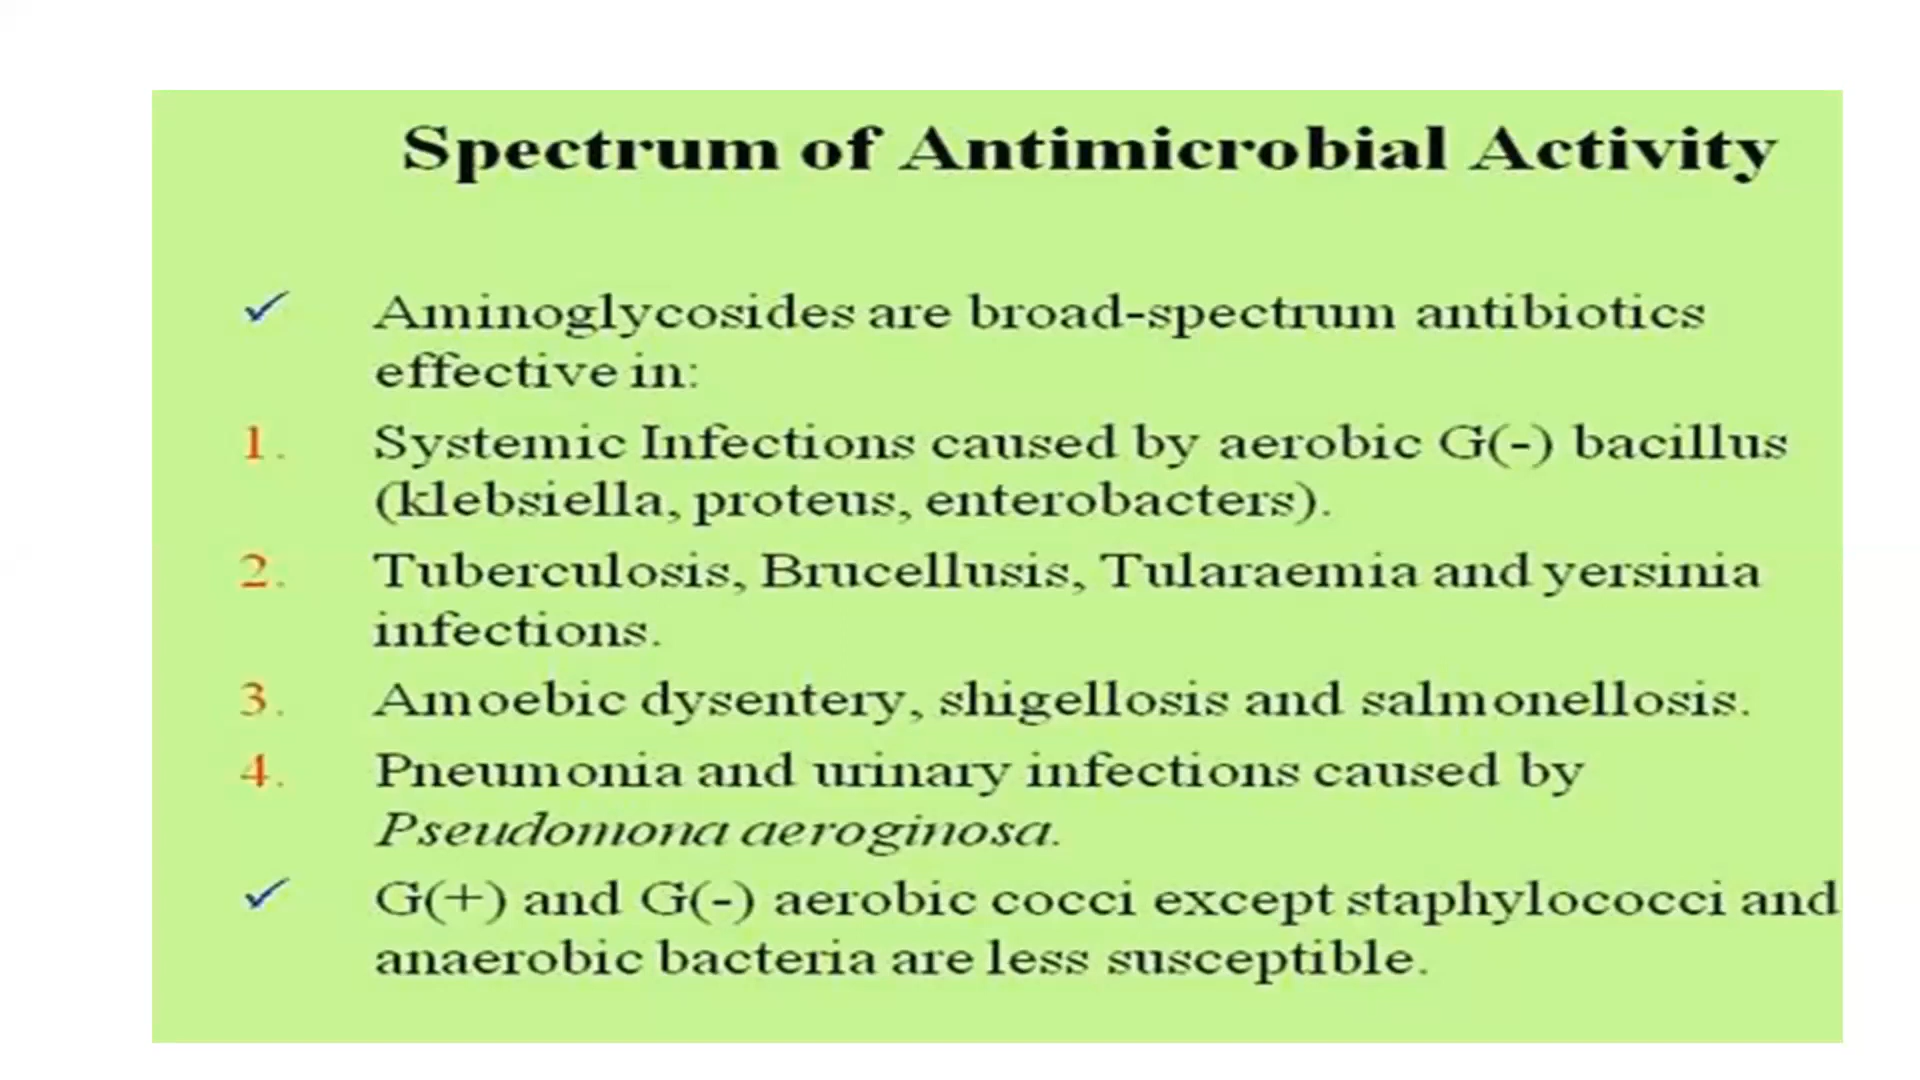 Spectrum of Antimicrobial Activity
✓ Aminoglycosides are broad-spectrum antibiotics
effective in:
1. Systemic Infections caused by aerobic G(-) bacillus
(klebsiella, proteus, enterobacters).
2. Tuberculosis, Brucellusis, Tularaemia and yersinia
infections.
3. Amoebic dysentery, shigellosis and salmonellosis.
4. Pneumonia and urinary infections caused by
Pseudomona aeroginosa.
✓ G(+) and G(-) aerobic cocci except staphylococci and
anaerobic bacteria are less susceptible.